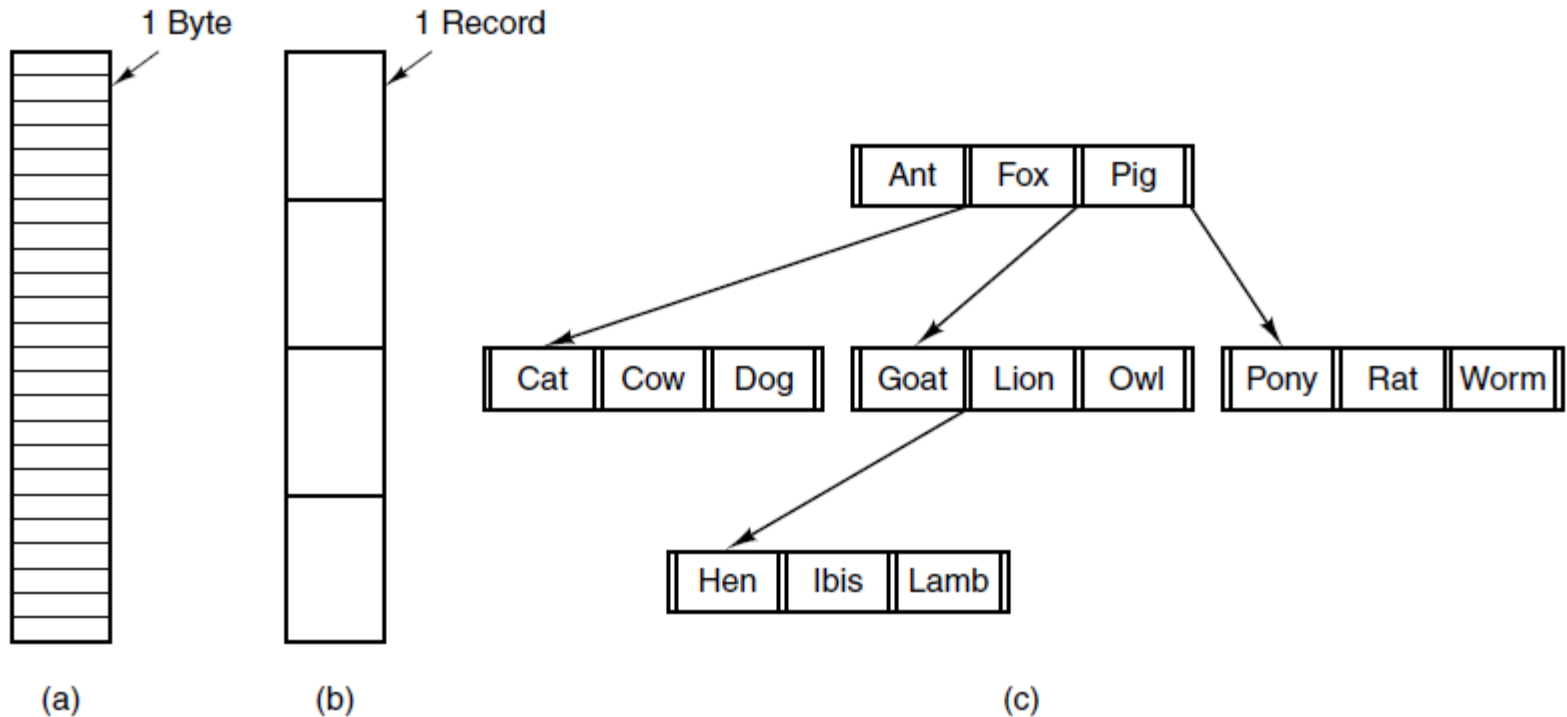 1 Byte
1 Record
Ant Fox Pig
Cat Cow Dog
Goat Lion Owl
Pony Rat Worm
Hen Ibis Lamb
(a)
(b)
(c)